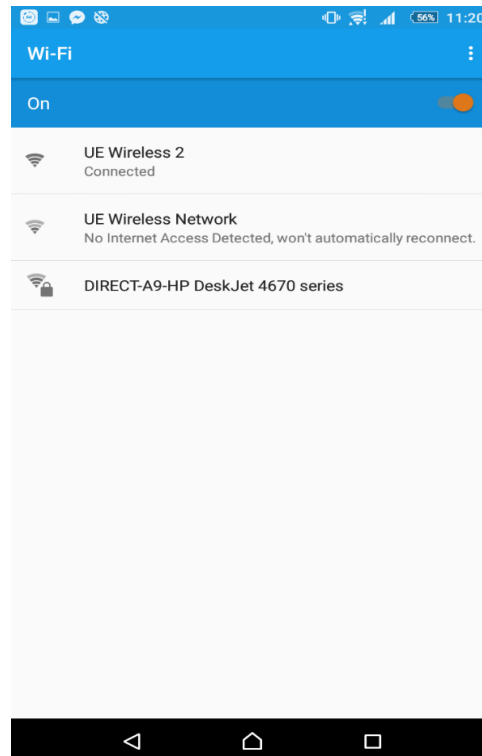 56% 11:20
Wi-Fi
On
UE Wireless 2
Connected
UE Wireless Network
No Internet Access Detected, won't automatically reconnect.
DIRECT-A9-HP DeskJet 4670 series